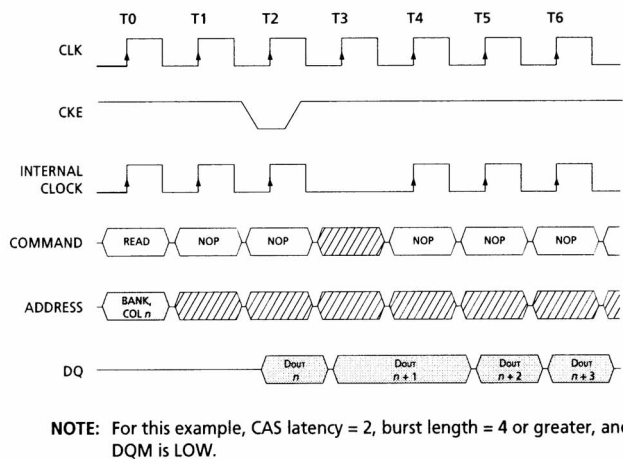 T0 T1 T2 T3 T4 T5 T6
CLK
CKE
INTERNAL
CLOCK
COMMAND READ NOP NOP NOP NOP NOP
ADDRESS BANK,
COL n
DQ DOUT DOUT DOUT DOUT
n n + 1 n + 2 n + 3
NOTE: For this example, CAS latency = 2, burst length = 4 or greater, and
DQM is LOW.